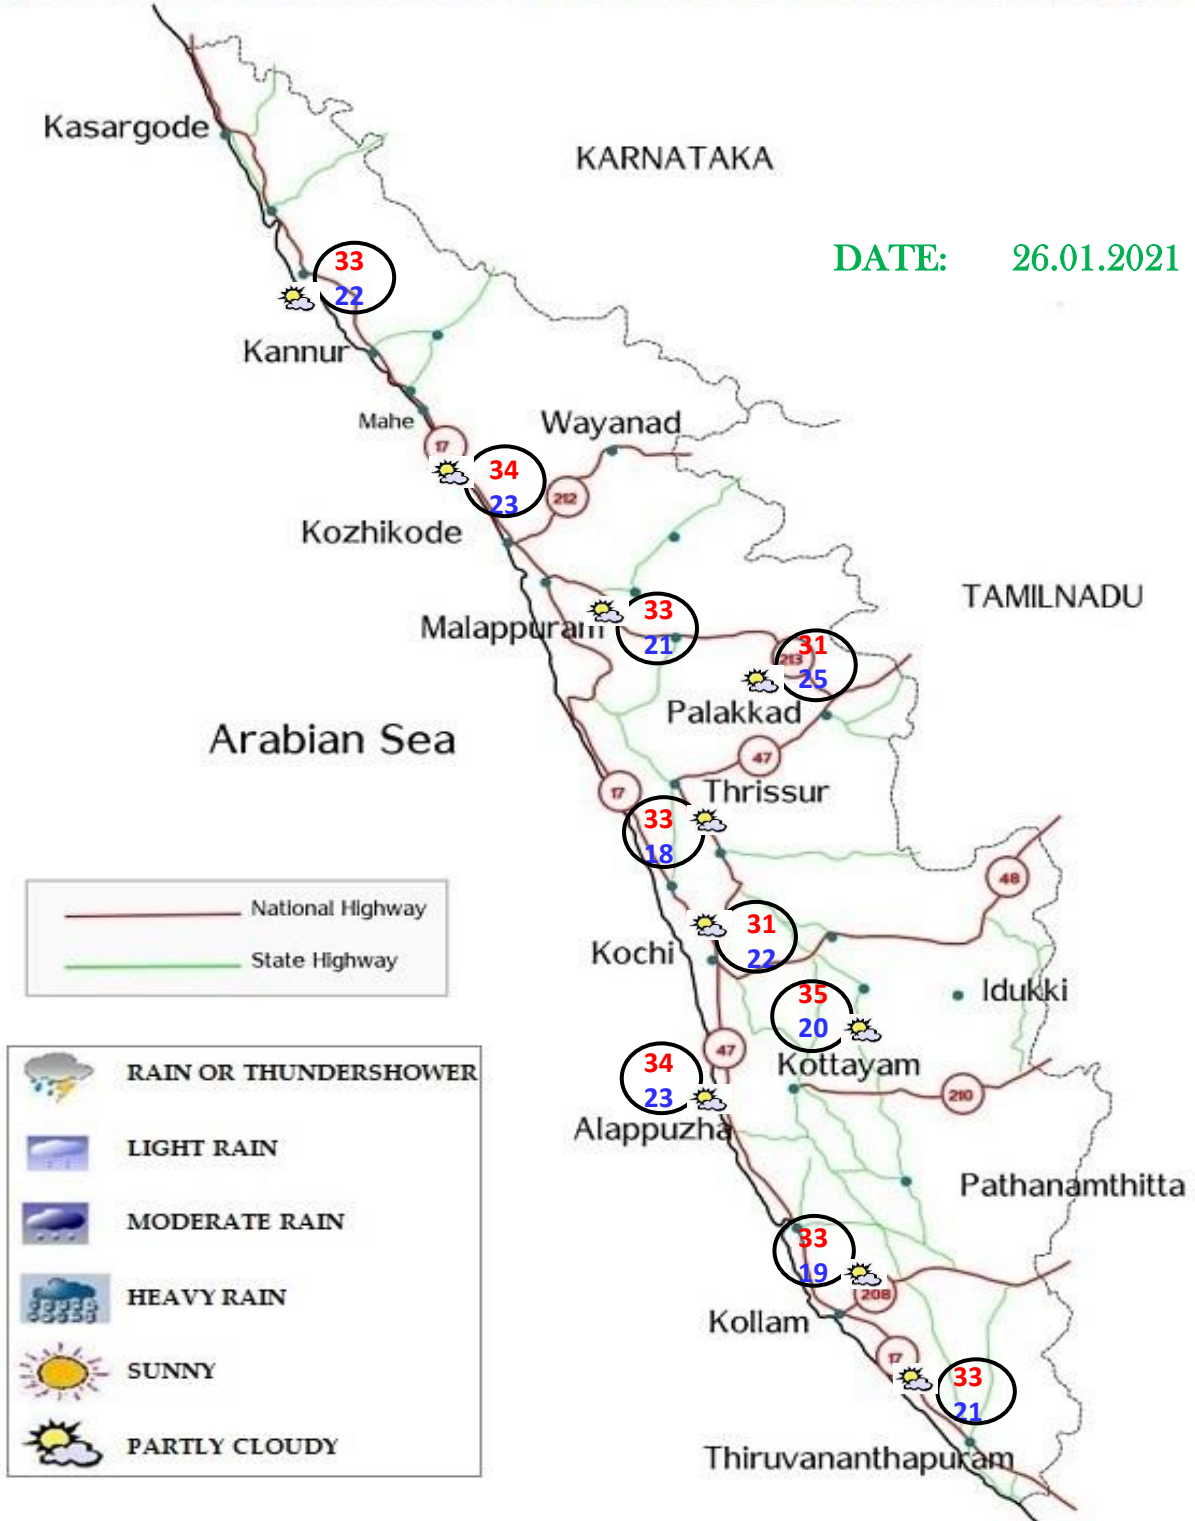 Kasargode
KARNATAKA
DATE: 26.01.2021
33
22
Kannur
Mahe
Wayanad
17
34
23
212
Kozhikode
TAMILNADU
33
21
Malappuram
31
213
25
Palakkad
Arabian Sea
47
17
Thrissur
33
18
48
National Highway
State Highway
31
22
Kochi
35
20
Idukki
47
Kottayam
34
23
210
Alappuzha
Pathanamthitta
33
19
208
Kollam
17
33
21
Thiruvananthapuram
RAIN OR THUNDERSHOWER
LIGHT RAIN
MODERATE RAIN
HEAVY RAIN
SUNNY
PARTLY CLOUDY